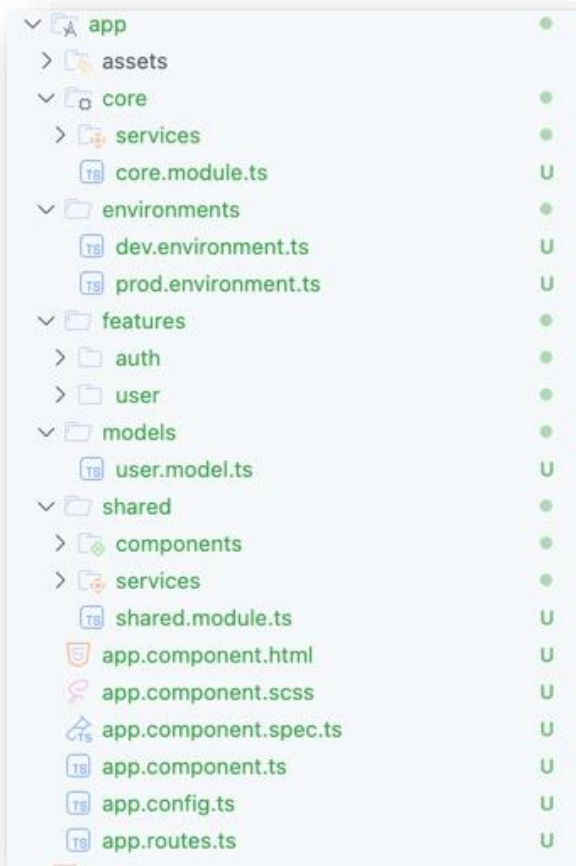 app
assets
core
services
core.module.ts U
environments
dev.environment.ts U
prod.environment.ts U
features
auth
user
models
user.model.ts U
shared
components
services
shared.module.ts U
app.component.html U
app.component.scss U
app.component.spec.ts U
app.component.ts U
app.config.ts U
app.routes.ts U